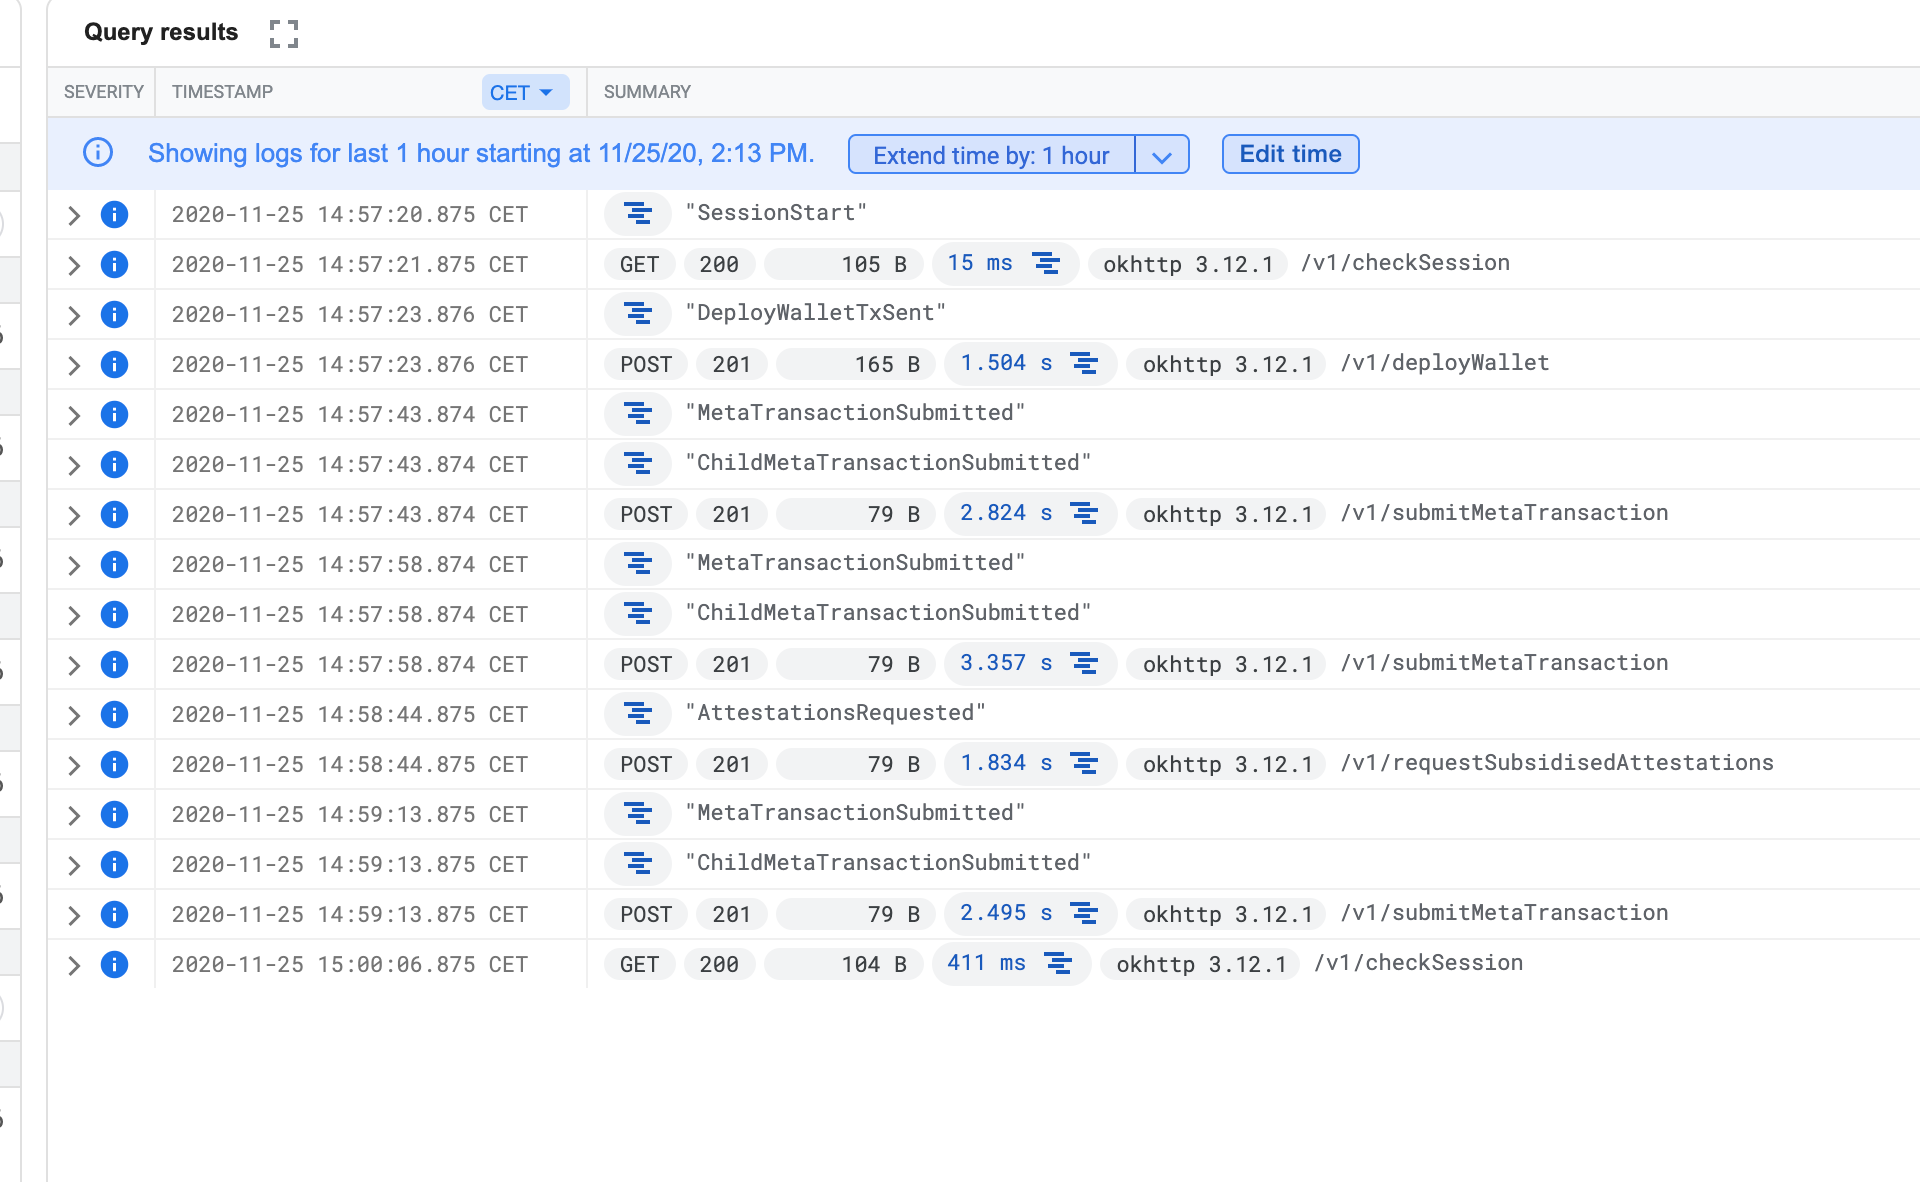 Query results
SEVERITY TIMESTAMP CET SUMMARY
Showing logs for last 1 hour starting at 11/25/20, 2:13 PM. Extend time by: 1 hour Edit time
2020-11-25 14:57:20.875 CET "SessionStart"
2020-11-25 14:57:21.875 CET GET 200 105 B 15 ms okhttp 3.12.1 /v1/checkSession
2020-11-25 14:57:23.876 CET "DeployWalletTxSent"
2020-11-25 14:57:23.876 CET POST 201 165 B 1.504 s okhttp 3.12.1 /v1/deployWallet
2020-11-25 14:57:43.874 CET "MetaTransactionSubmitted"
2020-11-25 14:57:43.874 CET "ChildMetaTransactionSubmitted"
2020-11-25 14:57:43.874 CET POST 201 79 B 2.824 s okhttp 3.12.1 /v1/submitMetaTransaction
2020-11-25 14:57:58.874 CET "MetaTransactionSubmitted"
2020-11-25 14:57:58.874 CET "ChildMetaTransactionSubmitted"
2020-11-25 14:57:58.874 CET POST 201 79 B 3.357 s okhttp 3.12.1 /v1/submitMetaTransaction
2020-11-25 14:58:44.875 CET "AttestationsRequested"
2020-11-25 14:58:44.875 CET POST 201 79 B 1.834 s okhttp 3.12.1 /v1/requestSubsidisedAttestations
2020-11-25 14:59:13.875 CET "MetaTransactionSubmitted"
2020-11-25 14:59:13.875 CET "ChildMetaTransactionSubmitted"
2020-11-25 14:59:13.875 CET POST 201 79 B 2.495 s okhttp 3.12.1 /v1/submitMetaTransaction
2020-11-25 15:00:06.875 CET GET 200 104 B 411 ms okhttp 3.12.1 /v1/checkSession